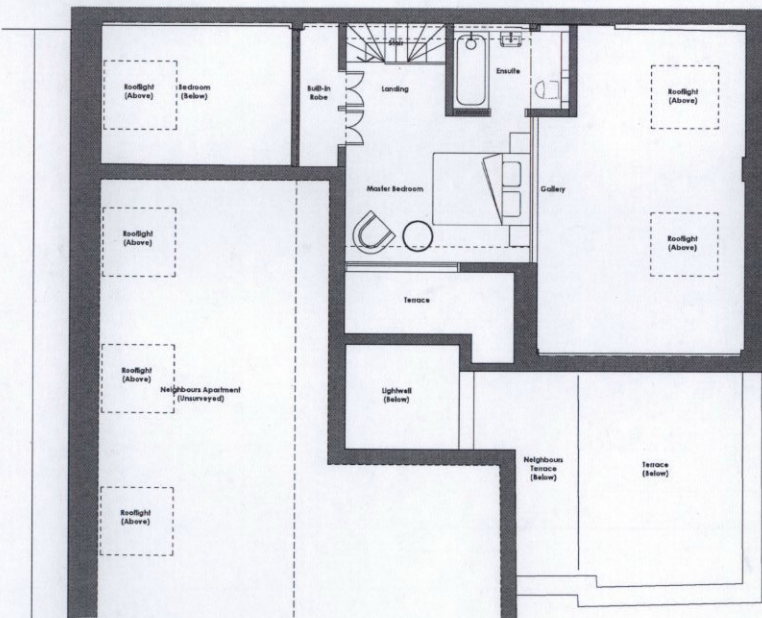 Stair
Rooflight
(Above)
Bedroom
(Below)
Built-in
Robe
Landing
Ensuite
Rooflight
(Above)
Master Bedroom
Gallery
Rooflight
(Above)
Rooflight
(Above)
Terrace
Rooflight
(Above)
Neighbours Apartment
(Unsurveyed)
Lightwell
(Below)
Neighbours
Terrace
(Below)
Terrace
(Below)
Rooflight
(Above)